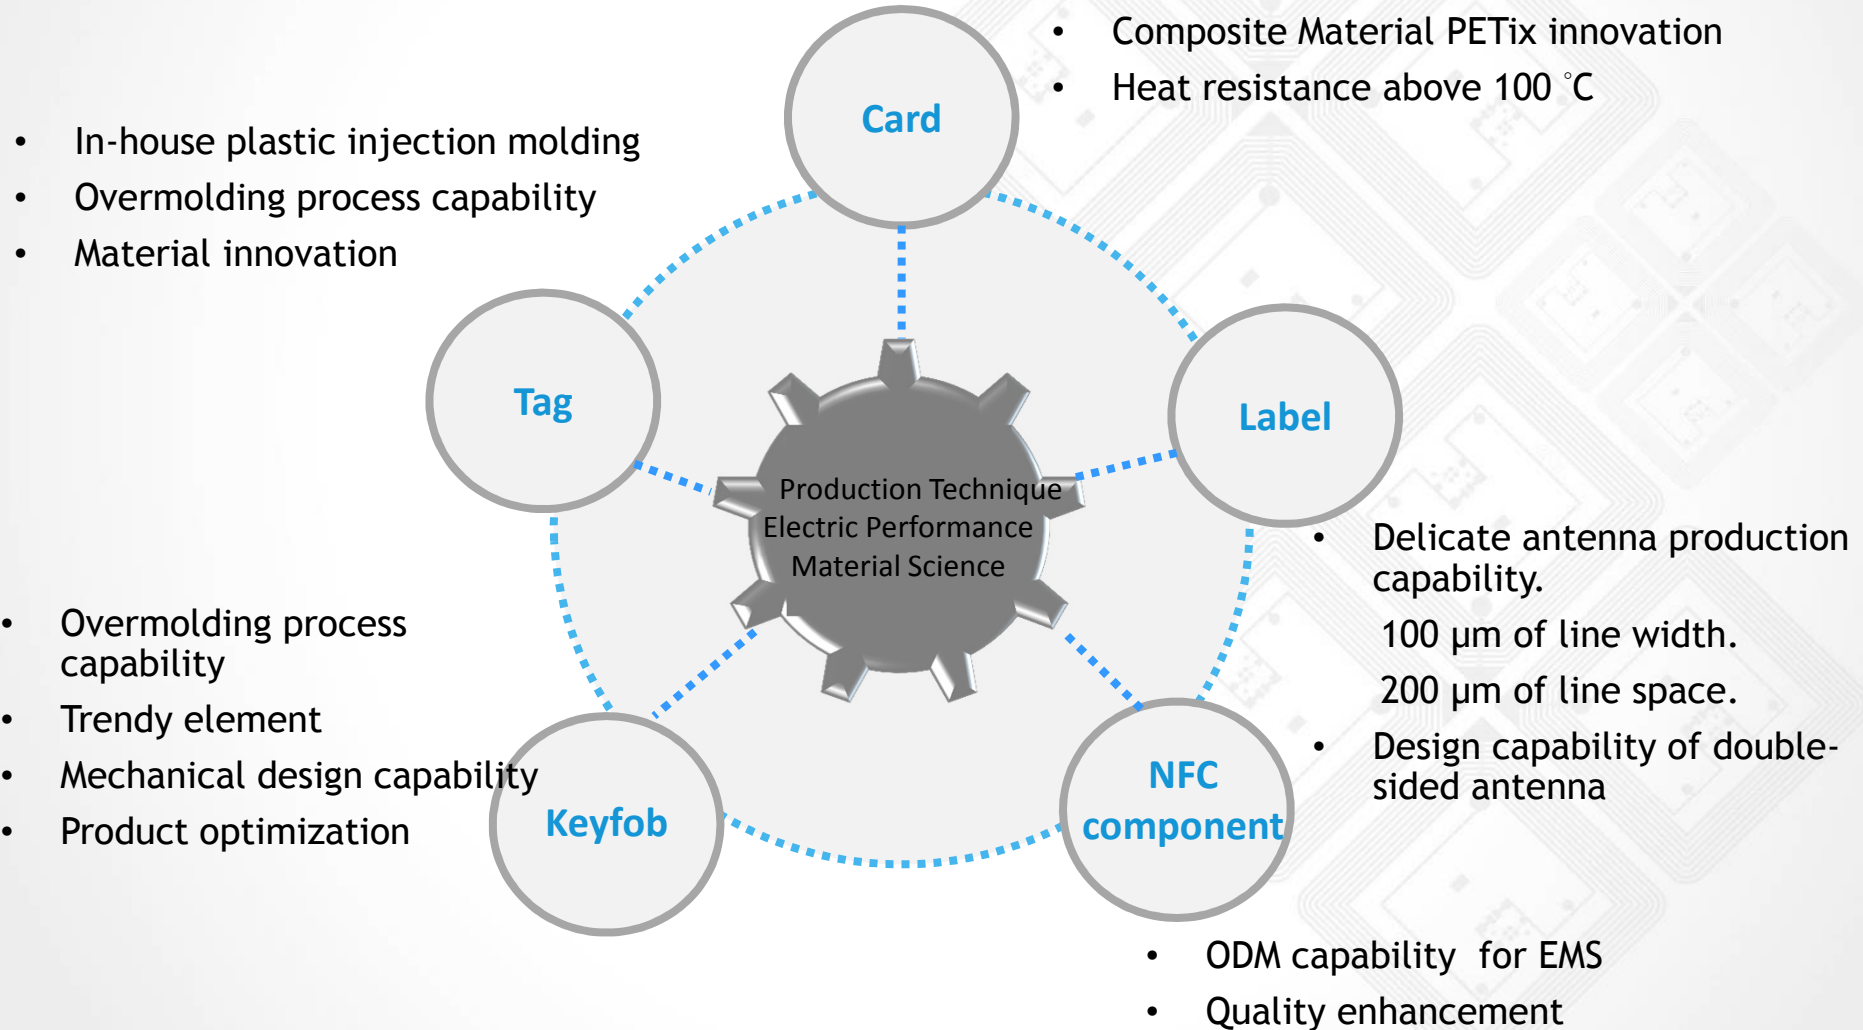 • Composite Material PETix innovation
• Heat resistance above 100 °C
Card
• In-house plastic injection molding
• Overmolding process capability
• Material innovation
Tag
Label
Production Technique
Electric Performance
Material Science
• Delicate antenna production
capability.
100 μm of line width.
200 μm of line space.
• Design capability of double-
sided antenna
• Overmolding process
capability
• Trendy element
• Mechanical design capability
• Product optimization
Keyfob
NFC
component
• ODM capability for EMS
• Quality enhancement